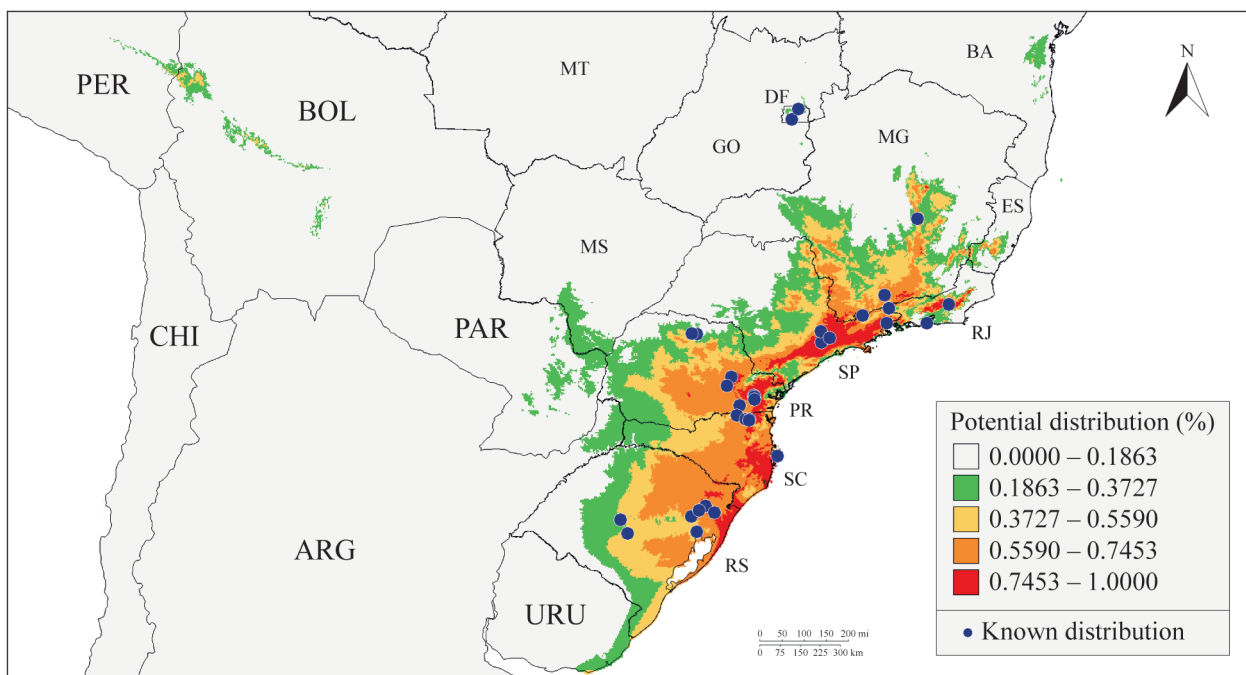 PER
BOL
MT
BA
N
DF
GO
MG
ES
MS
CHI
PAR
RJ
SP
PR
SC
ARG
RS
URU
Potential distribution (%)
0.0000 – 0.1863
0.1863 – 0.3727
0.3727 – 0.5590
0.5590 – 0.7453
0.7453 – 1.0000
Known distribution
0 50 100 200 mi
0 75 150 225 300 km